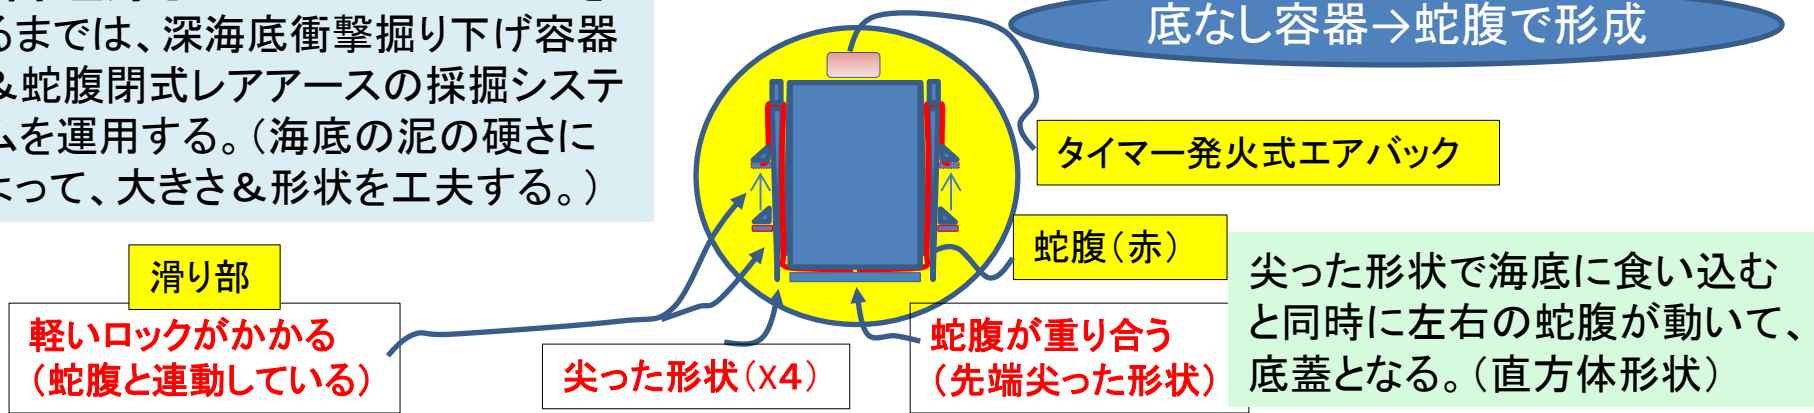 るまでは、深海底衝撃掘り下げ容器
&蛇腹閉式レアアースの採掘システ
ムを運用する。(海底の泥の硬さに
よって、大きさ&形状を工夫する。)
底なし容器→蛇腹で形成
タイマー発火式エアバック
蛇腹(赤)
滑り部
軽いロックがかかる
(蛇腹と連動している)
尖った形状(X4)
蛇腹が重り合う
(先端尖った形状)
尖った形状で海底に食い込む
と同時に左右の蛇腹が動いて、
底蓋となる。(直方体形状)